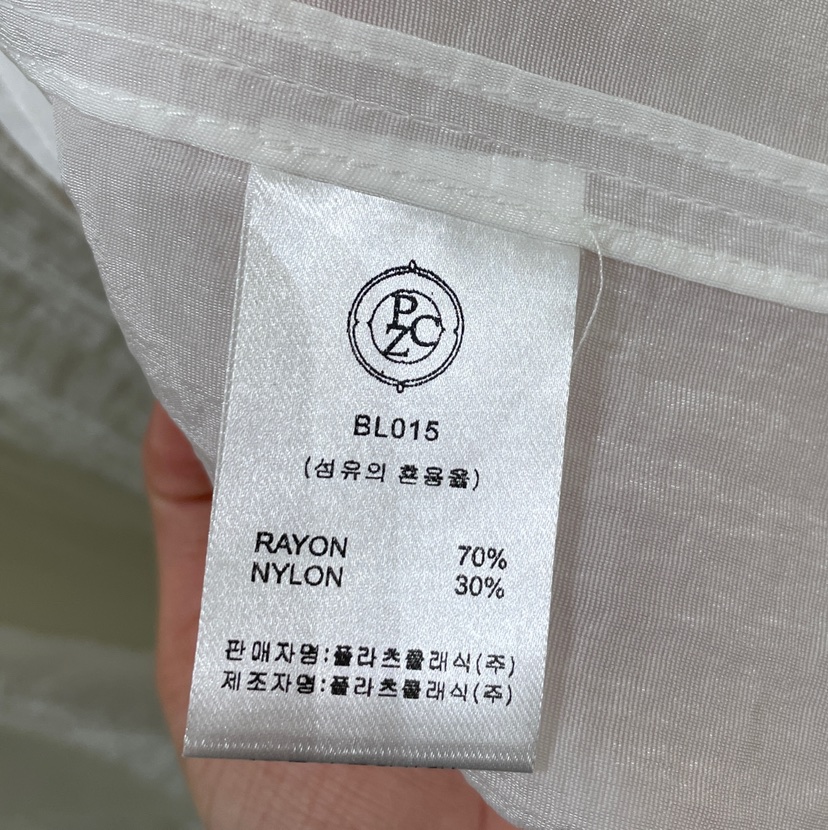 PCZ
BL015
(섬유의 혼용율)
RAYON 70%
NYLON 30%
판매자명:플라츠클래식(주)
제조자명:플라츠클래식(주)